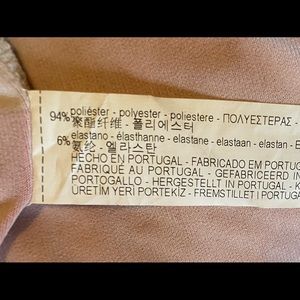 94% poliéster - polyester - poliestere - ΠΟΛΥΕΣΤΕΡΑΣ -
聚酯纤维 - 폴리에스터
6% elastano - élasthanne - elastane - elastaan - elastan - E
氨纶 - 엘라스탄
HECHO EN PORTUGAL - FABRICADO EM PORTUG
FABRIQUÉ AU PORTUGAL - GEFABRICEERD IN
PORTOGALLO - HERGESTELLT IN PORTUGAL - K
ÜRETİM YERİ PORTEKİZ - FREMSTILLET I PORTUGAL